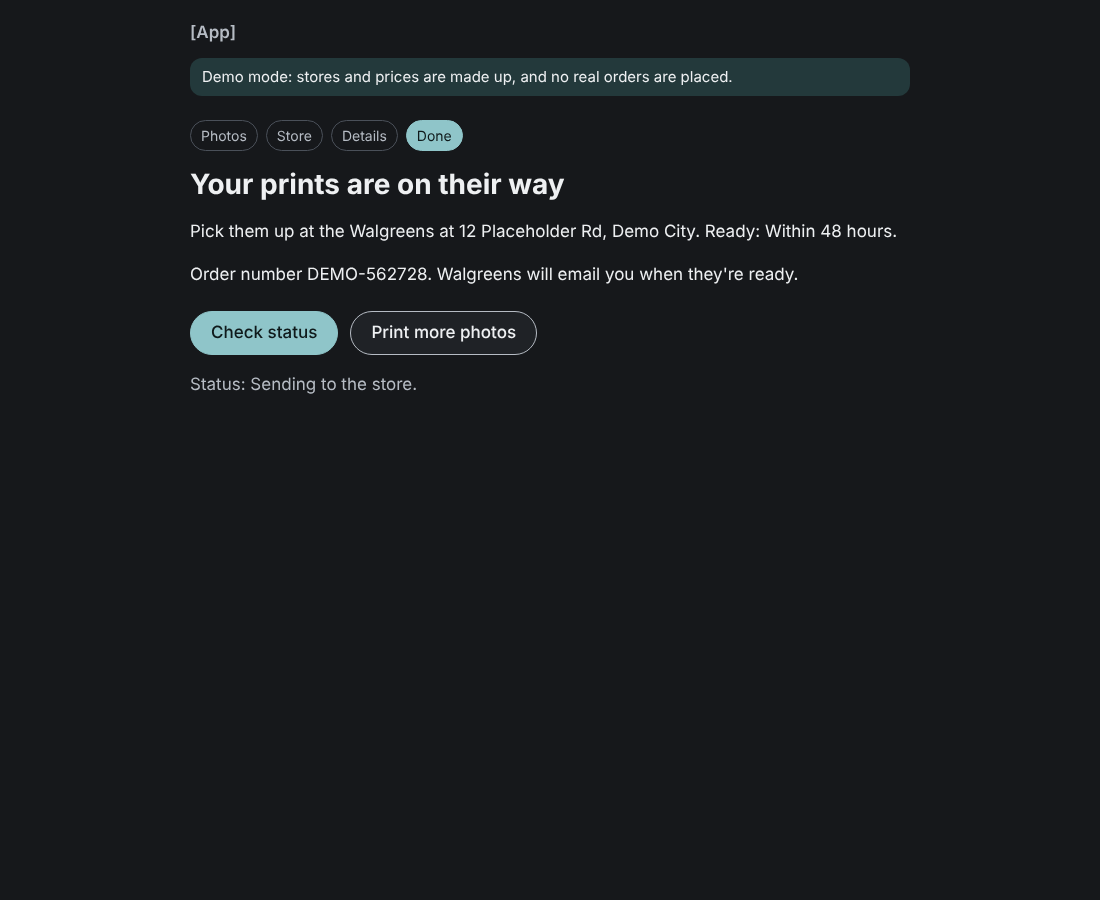 [App]
Demo mode: stores and prices are made up, and no real orders are placed.
Photos Store Details Done
Your prints are on their way
Pick them up at the Walgreens at 12 Placeholder Rd, Demo City. Ready: Within 48 hours.
Order number DEMO-562728. Walgreens will email you when they're ready.
Check status Print more photos
Status: Sending to the store.